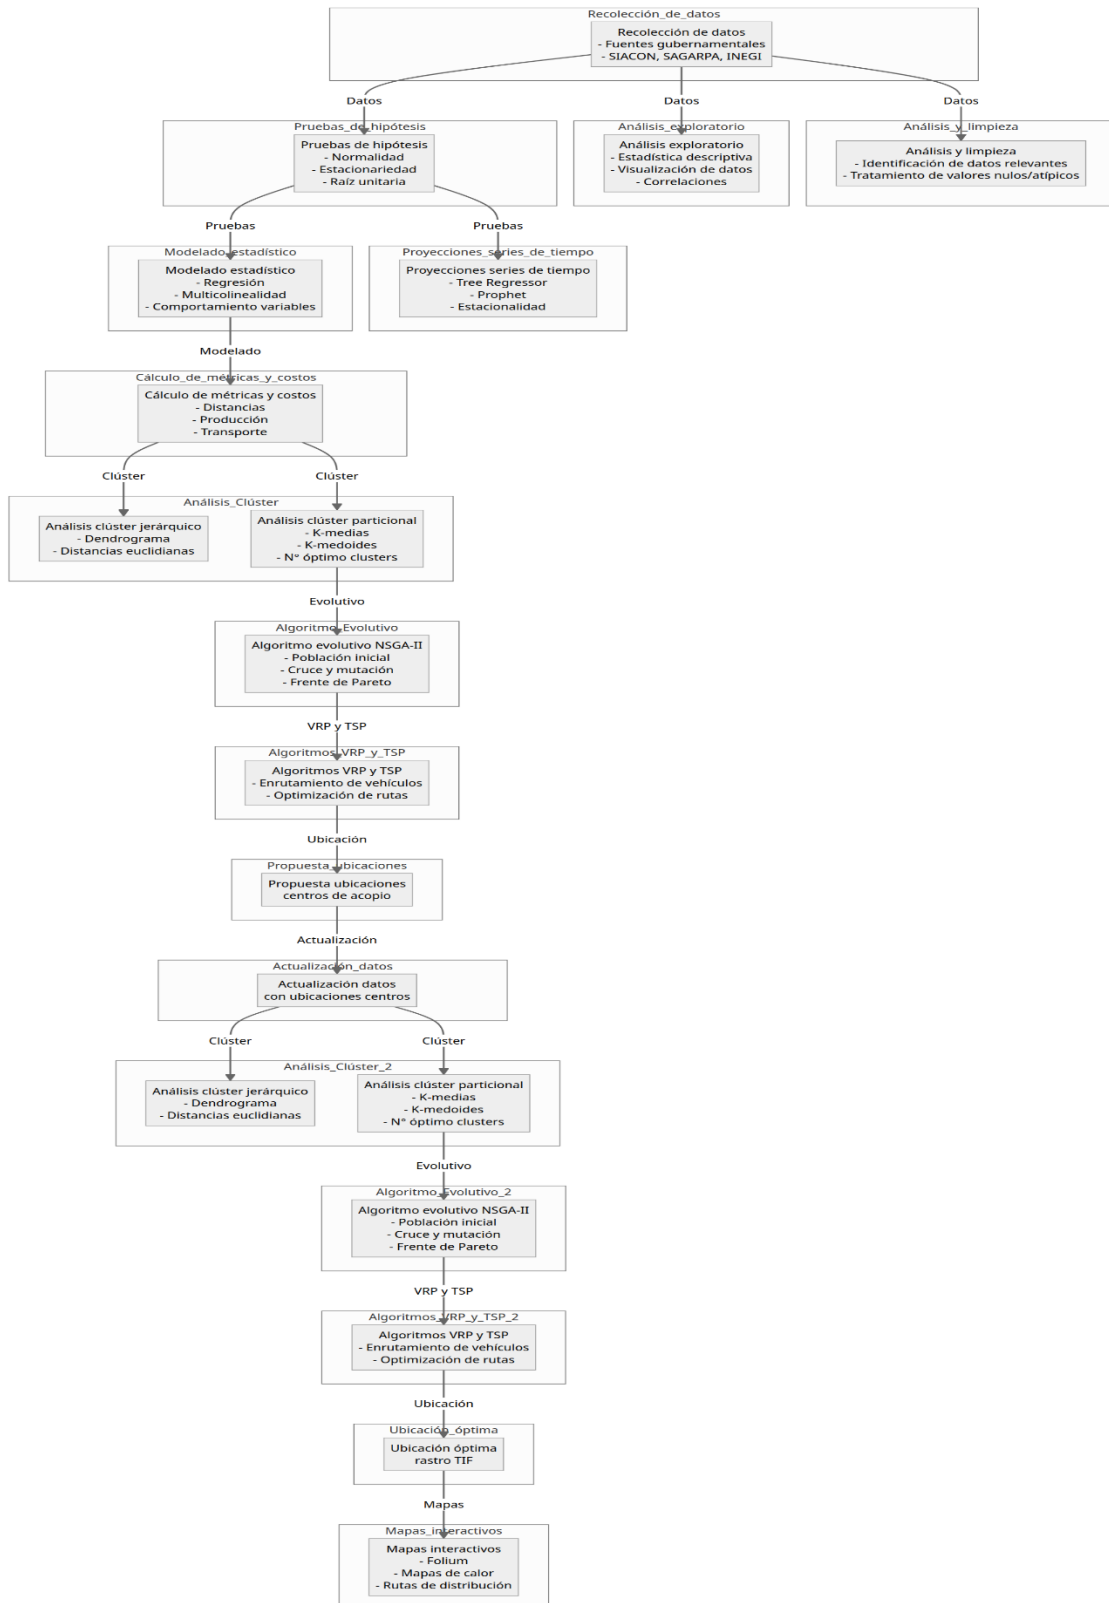 Recolección_de_datos
Recolección de datos
- Fuentes gubernamentales
- SIACON, SAGARPA, INEGI
Datos
Datos
Datos
Pruebas_de_hipótesis
Pruebas de hipótesis
- Normalidad
- Estacionariedad
- Raíz unitaria
Análisis_exploratorio
Análisis exploratorio
- Estadística descriptiva
- Visualización de datos
- Correlaciones
Análisis_y_limpieza
Análisis y limpieza
- Identificación de datos relevantes
- Tratamiento de valores nulos/atípicos
Pruebas
Pruebas
Modelado_estadístico
Modelado estadístico
- Regresión
- Multicolinealidad
- Comportamiento variables
Proyecciones_series_de_tiempo
Proyecciones series de tiempo
- Tree Regressor
- Prophet
- Estacionalidad
Modelado
Cálculo_de_métricas_y_costos
Cálculo de métricas y costos
- Distancias
- Producción
- Transporte
Clúster
Clúster
Análisis_Clúster
Análisis clúster jerárquico
- Dendrograma
- Distancias euclidianas
Análisis clúster particional
- K-medias
- K-medoides
- N° óptimo clusters
Evolutivo
Algoritmo_Evolutivo
Algoritmo evolutivo NSGA-II
- Población inicial
- Cruce y mutación
- Frente de Pareto
VRP y TSP
Algoritmos_VRP_y_TSP
Algoritmos VRP y TSP
- Enrutamiento de vehículos
- Optimización de rutas
Ubicación
Propuesta_ubicaciones
Propuesta ubicaciones
centros de acopio
Actualización
Actualización_datos
Actualización datos
con ubicaciones centros
Clúster
Clúster
Análisis_Clúster_2
Análisis clúster jerárquico
- Dendrograma
- Distancias euclidianas
Análisis clúster particional
- K-medias
- K-medoides
- N° óptimo clusters
Evolutivo
Algoritmo_Evolutivo_2
Algoritmo evolutivo NSGA-II
- Población inicial
- Cruce y mutación
- Frente de Pareto
VRP y TSP
Algoritmos_VRP_y_TSP_2
Algoritmos VRP y TSP
- Enrutamiento de vehículos
- Optimización de rutas
Ubicación
Ubicación_óptima
Ubicación óptima
rastro TIF
Mapas
Mapas_interactivos
Mapas interactivos
- Folium
- Mapas de calor
- Rutas de distribución